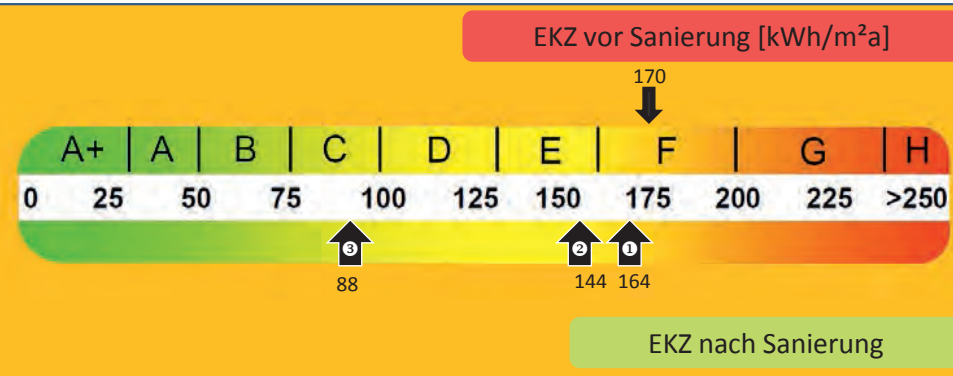 EKZ vor Sanierung [kWh/m²a]
170
A+ A B C D E F G H
0 25 50 75 100 125 150 175 200 225 >250
❸ ❷ ❶
88 144 164
EKZ nach Sanierung